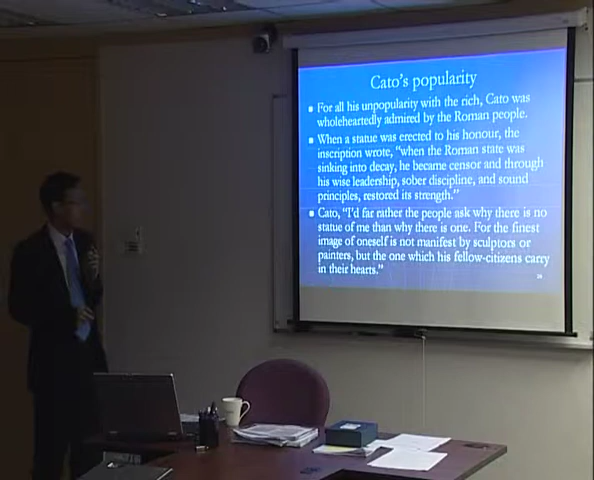 Cato's popularity
For all his unpopularity with the rich, Cato was
wholeheartedly admired by the Roman people.
When a statue was erected to his honour, the
inscription wrote, "when the Roman state was
sinking into decay, he became censor and through
his wise leadership, sober discipline, and sound
principles, restored its strength."
Cato, "I'd far rather the people ask why there is no
statue of me than why there is one. For the finest
image of oneself is not manifest by sculptors or
painters, but the one which his fellow-citizens carry
in their hearts."